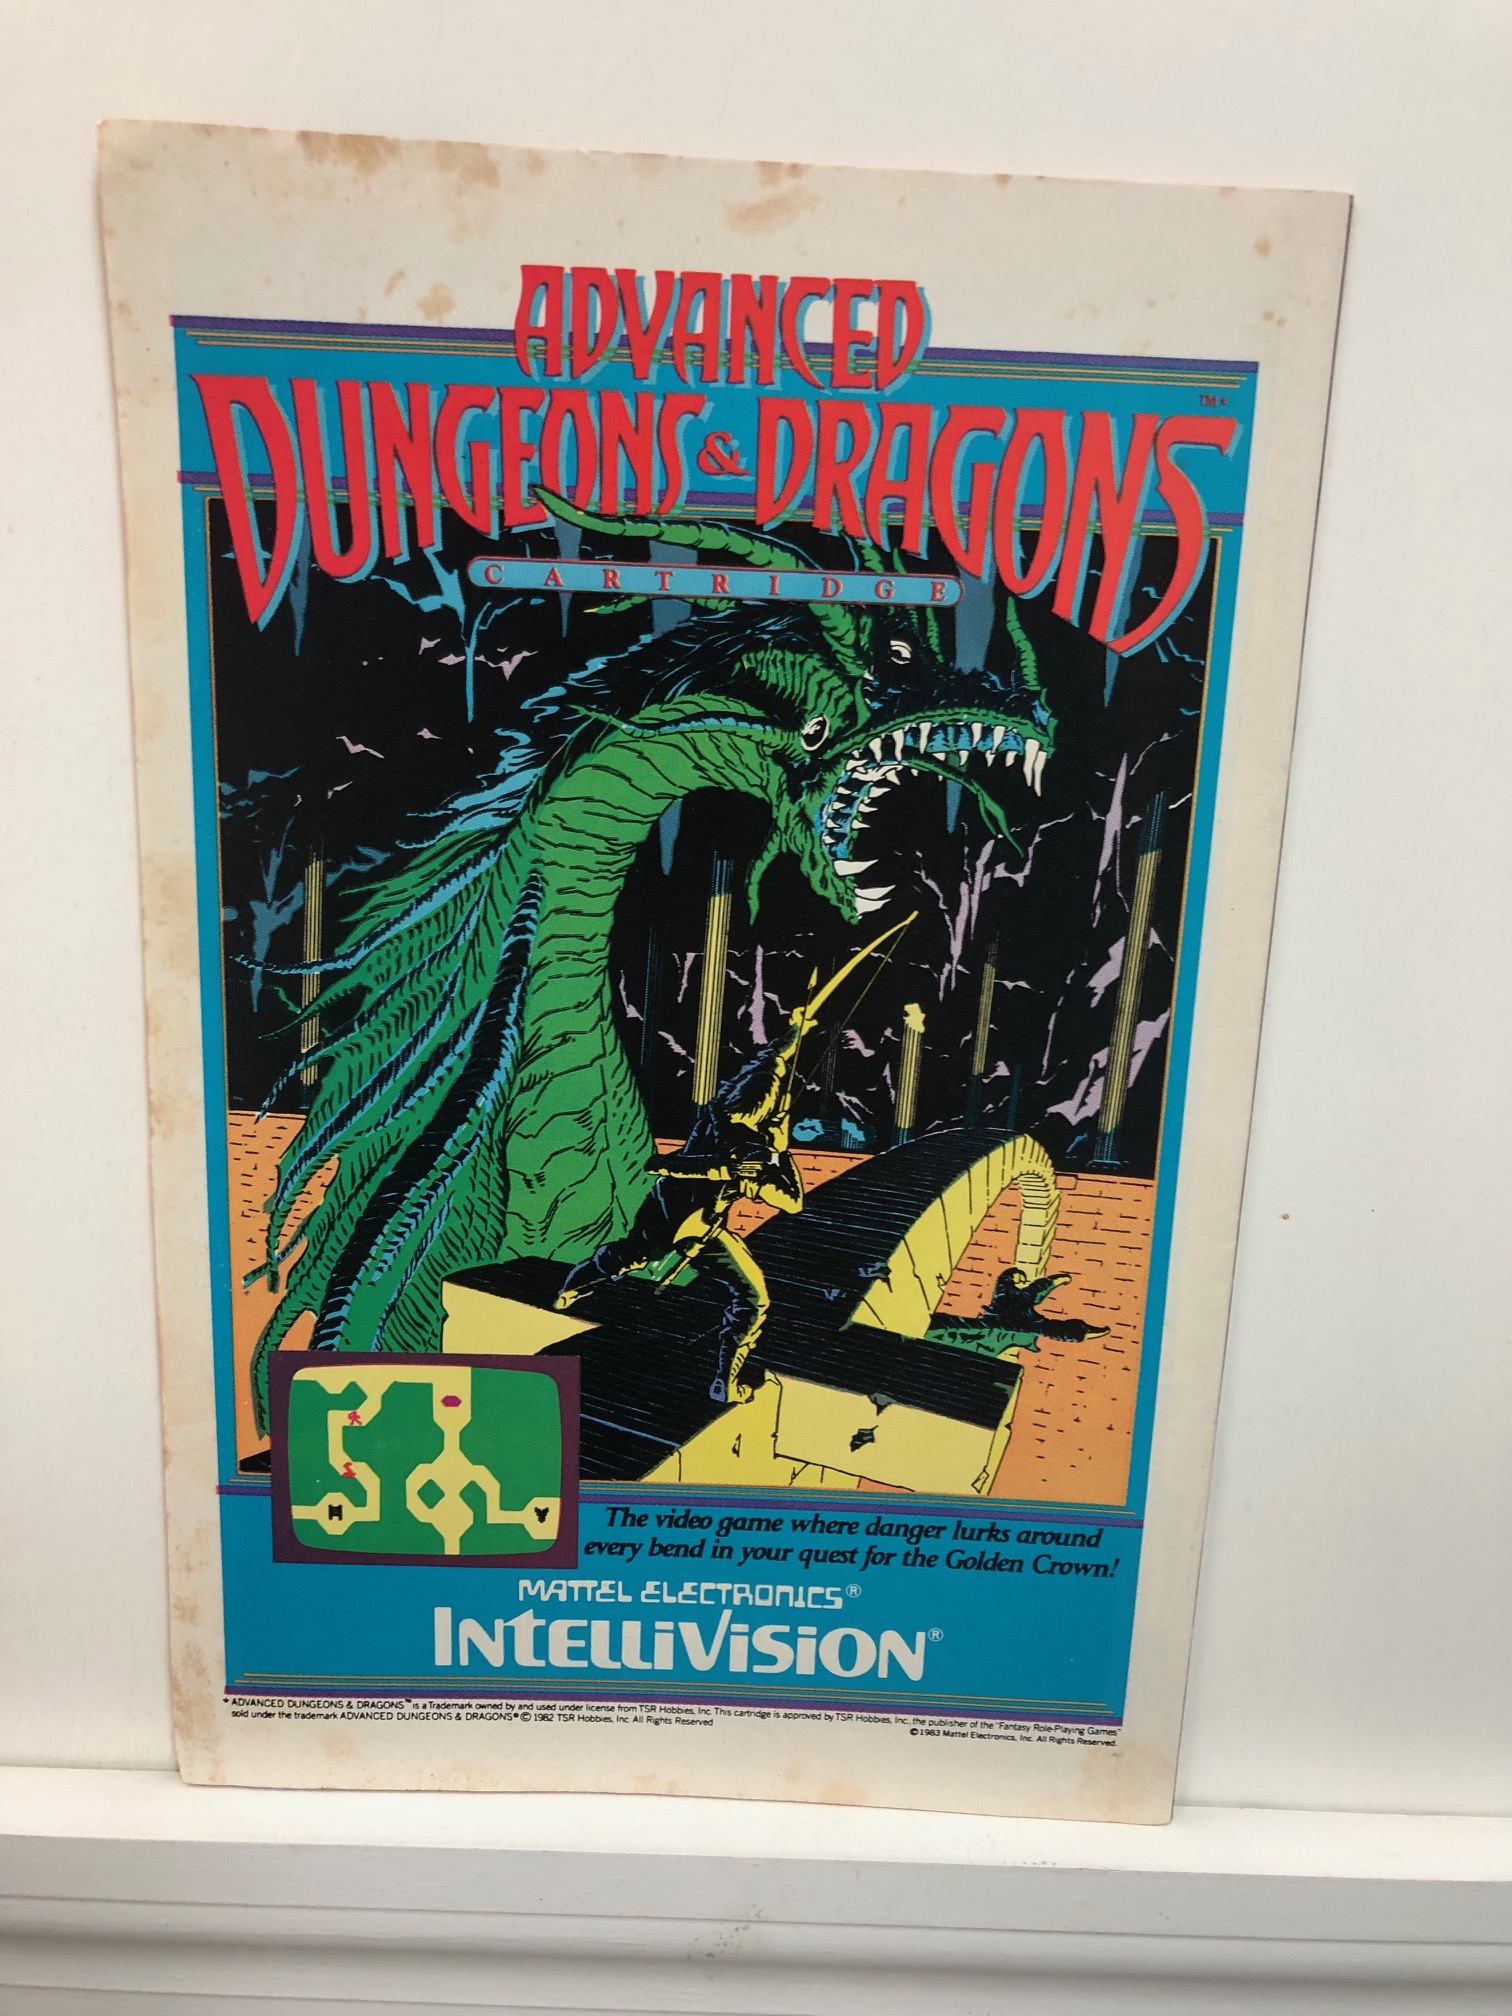 ADVANCED
DUNGEONS & DRAGONS™*
CARTRIDGE
The video game where danger lurks around
every bend in your quest for the Golden Crown!
MATTEL ELECTRONICS®
INTELLIVISION®
* ADVANCED DUNGEONS & DRAGONS™ is a Trademark owned by and used under license from TSR Hobbies, Inc. This cartridge is approved by TSR Hobbies, Inc., the publisher of the "Fantasy Role-Playing Games"
sold under the trademark ADVANCED DUNGEONS & DRAGONS® © 1982 TSR Hobbies, Inc. All Rights Reserved
© 1983 Mattel Electronics, Inc. All Rights Reserved.